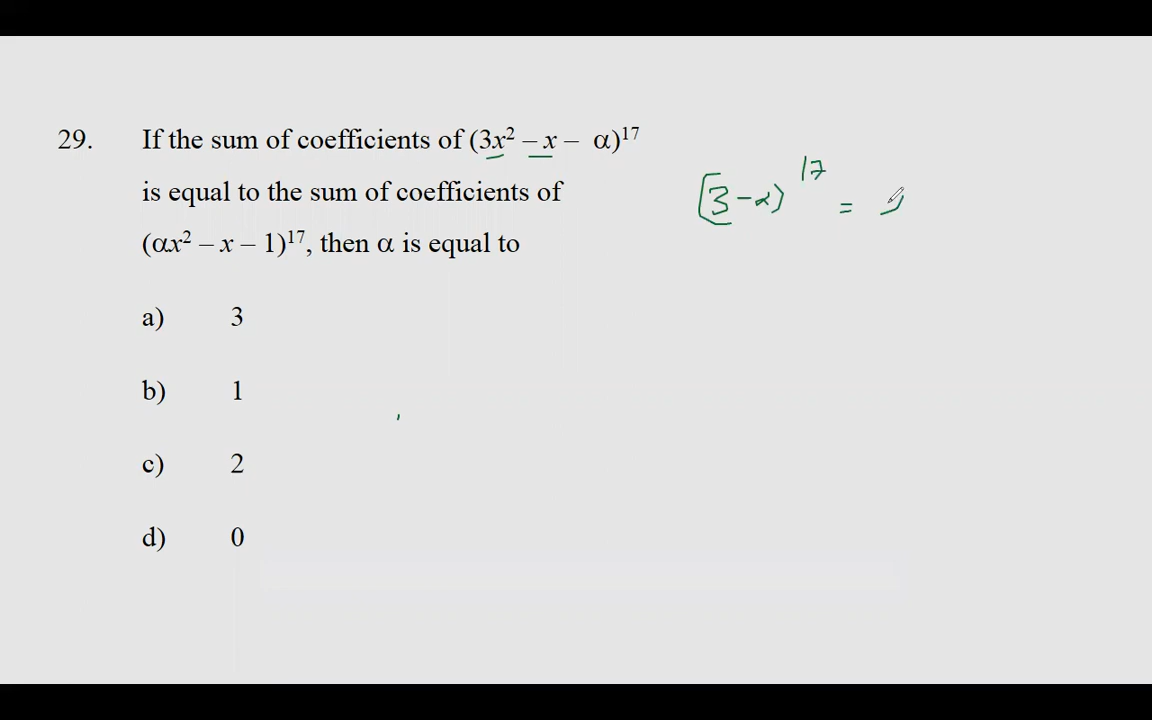 29. If the sum of coefficients of (3x² – x – α)¹⁷
is equal to the sum of coefficients of
(αx² – x – 1)¹⁷, then α is equal to
a) 3
b) 1
c) 2
d) 0
(3 – α)¹⁷ =